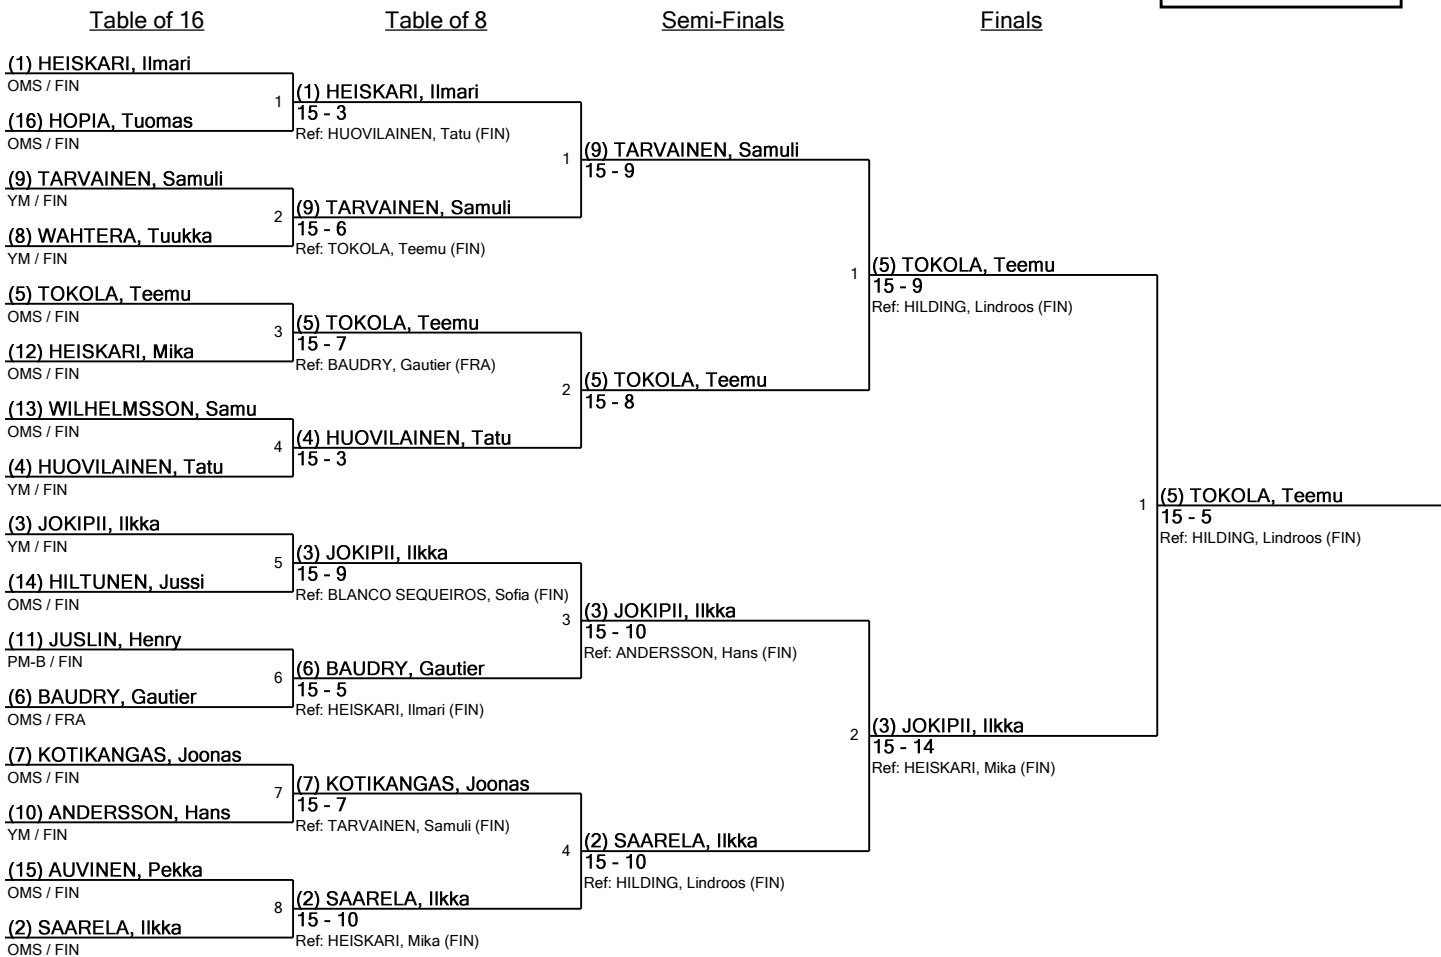 Table of 16
Table of 8
Semi-Finals
Finals
(1) HEISKARI, Ilmari
OMS / FIN
(16) HOPIA, Tuomas
OMS / FIN
(9) TARVAINEN, Samuli
YM / FIN
(8) WAHTERA, Tuukka
YM / FIN
(5) TOKOLA, Teemu
OMS / FIN
(12) HEISKARI, Mika
OMS / FIN
(13) WILHELMSSON, Samu
OMS / FIN
(4) HUOVILAINEN, Tatu
YM / FIN
(3) JOKIPII, Ilkka
YM / FIN
(14) HILTUNEN, Jussi
OMS / FIN
(11) JUSLIN, Henry
PM-B / FIN
(6) BAUDRY, Gautier
OMS / FRA
(7) KOTIKANGAS, Joonas
OMS / FIN
(10) ANDERSSON, Hans
YM / FIN
(15) AUVINEN, Pekka
OMS / FIN
(2) SAARELA, Ilkka
OMS / FIN
1
(1) HEISKARI, Ilmari
15 - 3
Ref: HUOVILAINEN, Tatu (FIN)
2
(9) TARVAINEN, Samuli
15 - 6
Ref: TOKOLA, Teemu (FIN)
3
(5) TOKOLA, Teemu
15 - 7
Ref: BAUDRY, Gautier (FRA)
4
(4) HUOVILAINEN, Tatu
15 - 3
5
(3) JOKIPII, Ilkka
15 - 9
Ref: BLANCO SEQUEIROS, Sofia (FIN)
6
(6) BAUDRY, Gautier
15 - 5
Ref: HEISKARI, Ilmari (FIN)
7
(7) KOTIKANGAS, Joonas
15 - 7
Ref: TARVAINEN, Samuli (FIN)
8
(2) SAARELA, Ilkka
15 - 10
Ref: HEISKARI, Mika (FIN)
1
(9) TARVAINEN, Samuli
15 - 9
2
(5) TOKOLA, Teemu
15 - 8
3
(3) JOKIPII, Ilkka
15 - 10
Ref: ANDERSSON, Hans (FIN)
4
(2) SAARELA, Ilkka
15 - 10
Ref: HILDING, Lindroos (FIN)
1
(5) TOKOLA, Teemu
15 - 9
Ref: HILDING, Lindroos (FIN)
2
(3) JOKIPII, Ilkka
15 - 14
Ref: HEISKARI, Mika (FIN)
1
(5) TOKOLA, Teemu
15 - 5
Ref: HILDING, Lindroos (FIN)